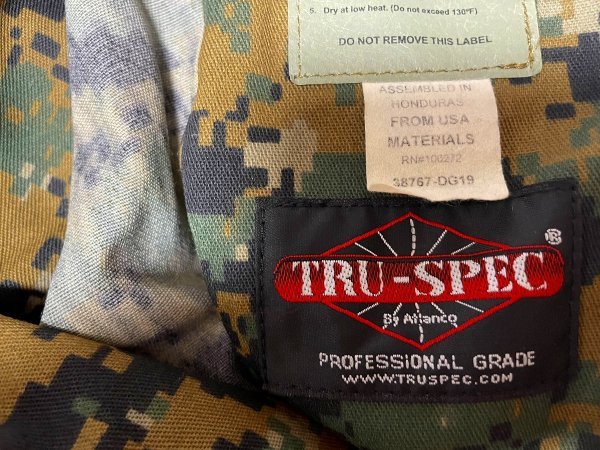 5. Dry at low heat. (Do not exceed 130°F)
DO NOT REMOVE THIS LABEL
ASSEMBLED IN
HONDURAS
FROM USA
MATERIALS
RN#106272
38767-DG19
TRU-SPEC®
By Atlanco
PROFESSIONAL GRADE
WWW.TRUSPEC.COM